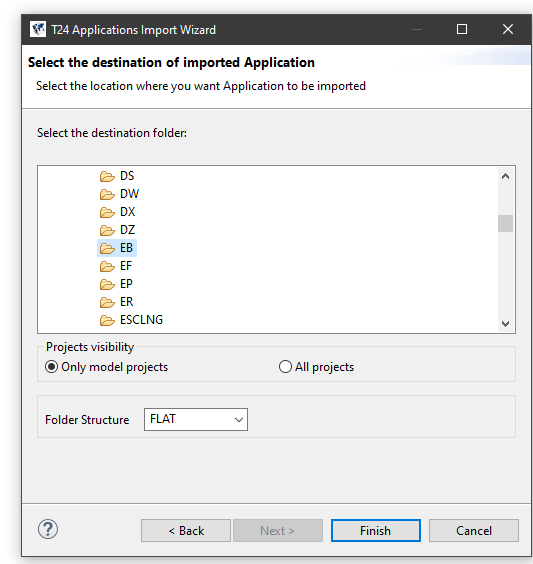 T24 Applications Import Wizard
Select the destination of imported Application
Select the location where you want Application to be imported
Select the destination folder:
DS
DW
DX
DZ
EB
EF
EP
ER
ESCLNG
Projects visibility
Only model projects All projects
Folder Structure FLAT
? < Back Next > Finish Cancel